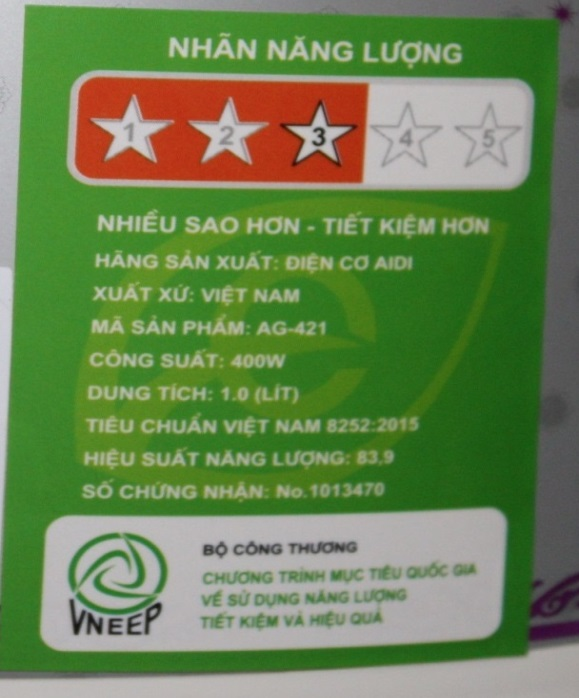 NHÃN NĂNG LƯỢNG
1 2 3 4 5
NHIỀU SAO HƠN - TIẾT KIỆM HƠN
HÃNG SẢN XUẤT: ĐIỆN CƠ AIDI
XUẤT XỨ: VIỆT NAM
MÃ SẢN PHẨM: AG-421
CÔNG SUẤT: 400W
DUNG TÍCH: 1.0 (LÍT)
TIÊU CHUẨN VIỆT NAM 8252:2015
HIỆU SUẤT NĂNG LƯỢNG: 83,9
SỐ CHỨNG NHẬN: No.1013470
BỘ CÔNG THƯƠNG
CHƯƠNG TRÌNH MỤC TIÊU QUỐC GIA
VỀ SỬ DỤNG NĂNG LƯỢNG
TIẾT KIỆM VÀ HIỆU QUẢ
VNEEP